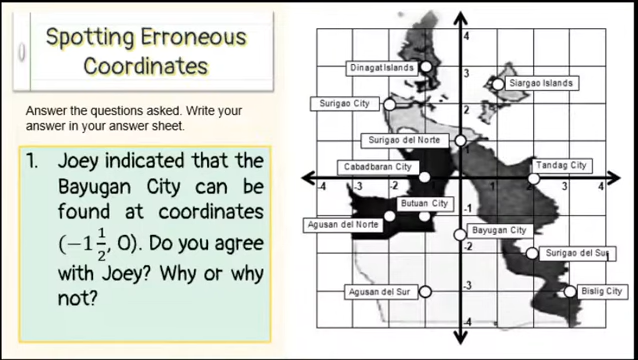 Spotting Erroneous
Coordinates
Answer the questions asked. Write your
answer in your answer sheet.
1. Joey indicated that the
Bayugan City can be
found at coordinates
(−1 1/2, 0). Do you agree
with Joey? Why or why
not?
4
Dinagat Islands
3
Siargao Islands
Surigao City
2
Surigao del Norte
1
Cabadbaran City
Tandag City
-4
-2
-1
1
3
4
Butuan City
-1
Agusan del Norte
Bayugan City
-2
Surigao del Sur
-3
Agusan del Sur
Bislig City
-4